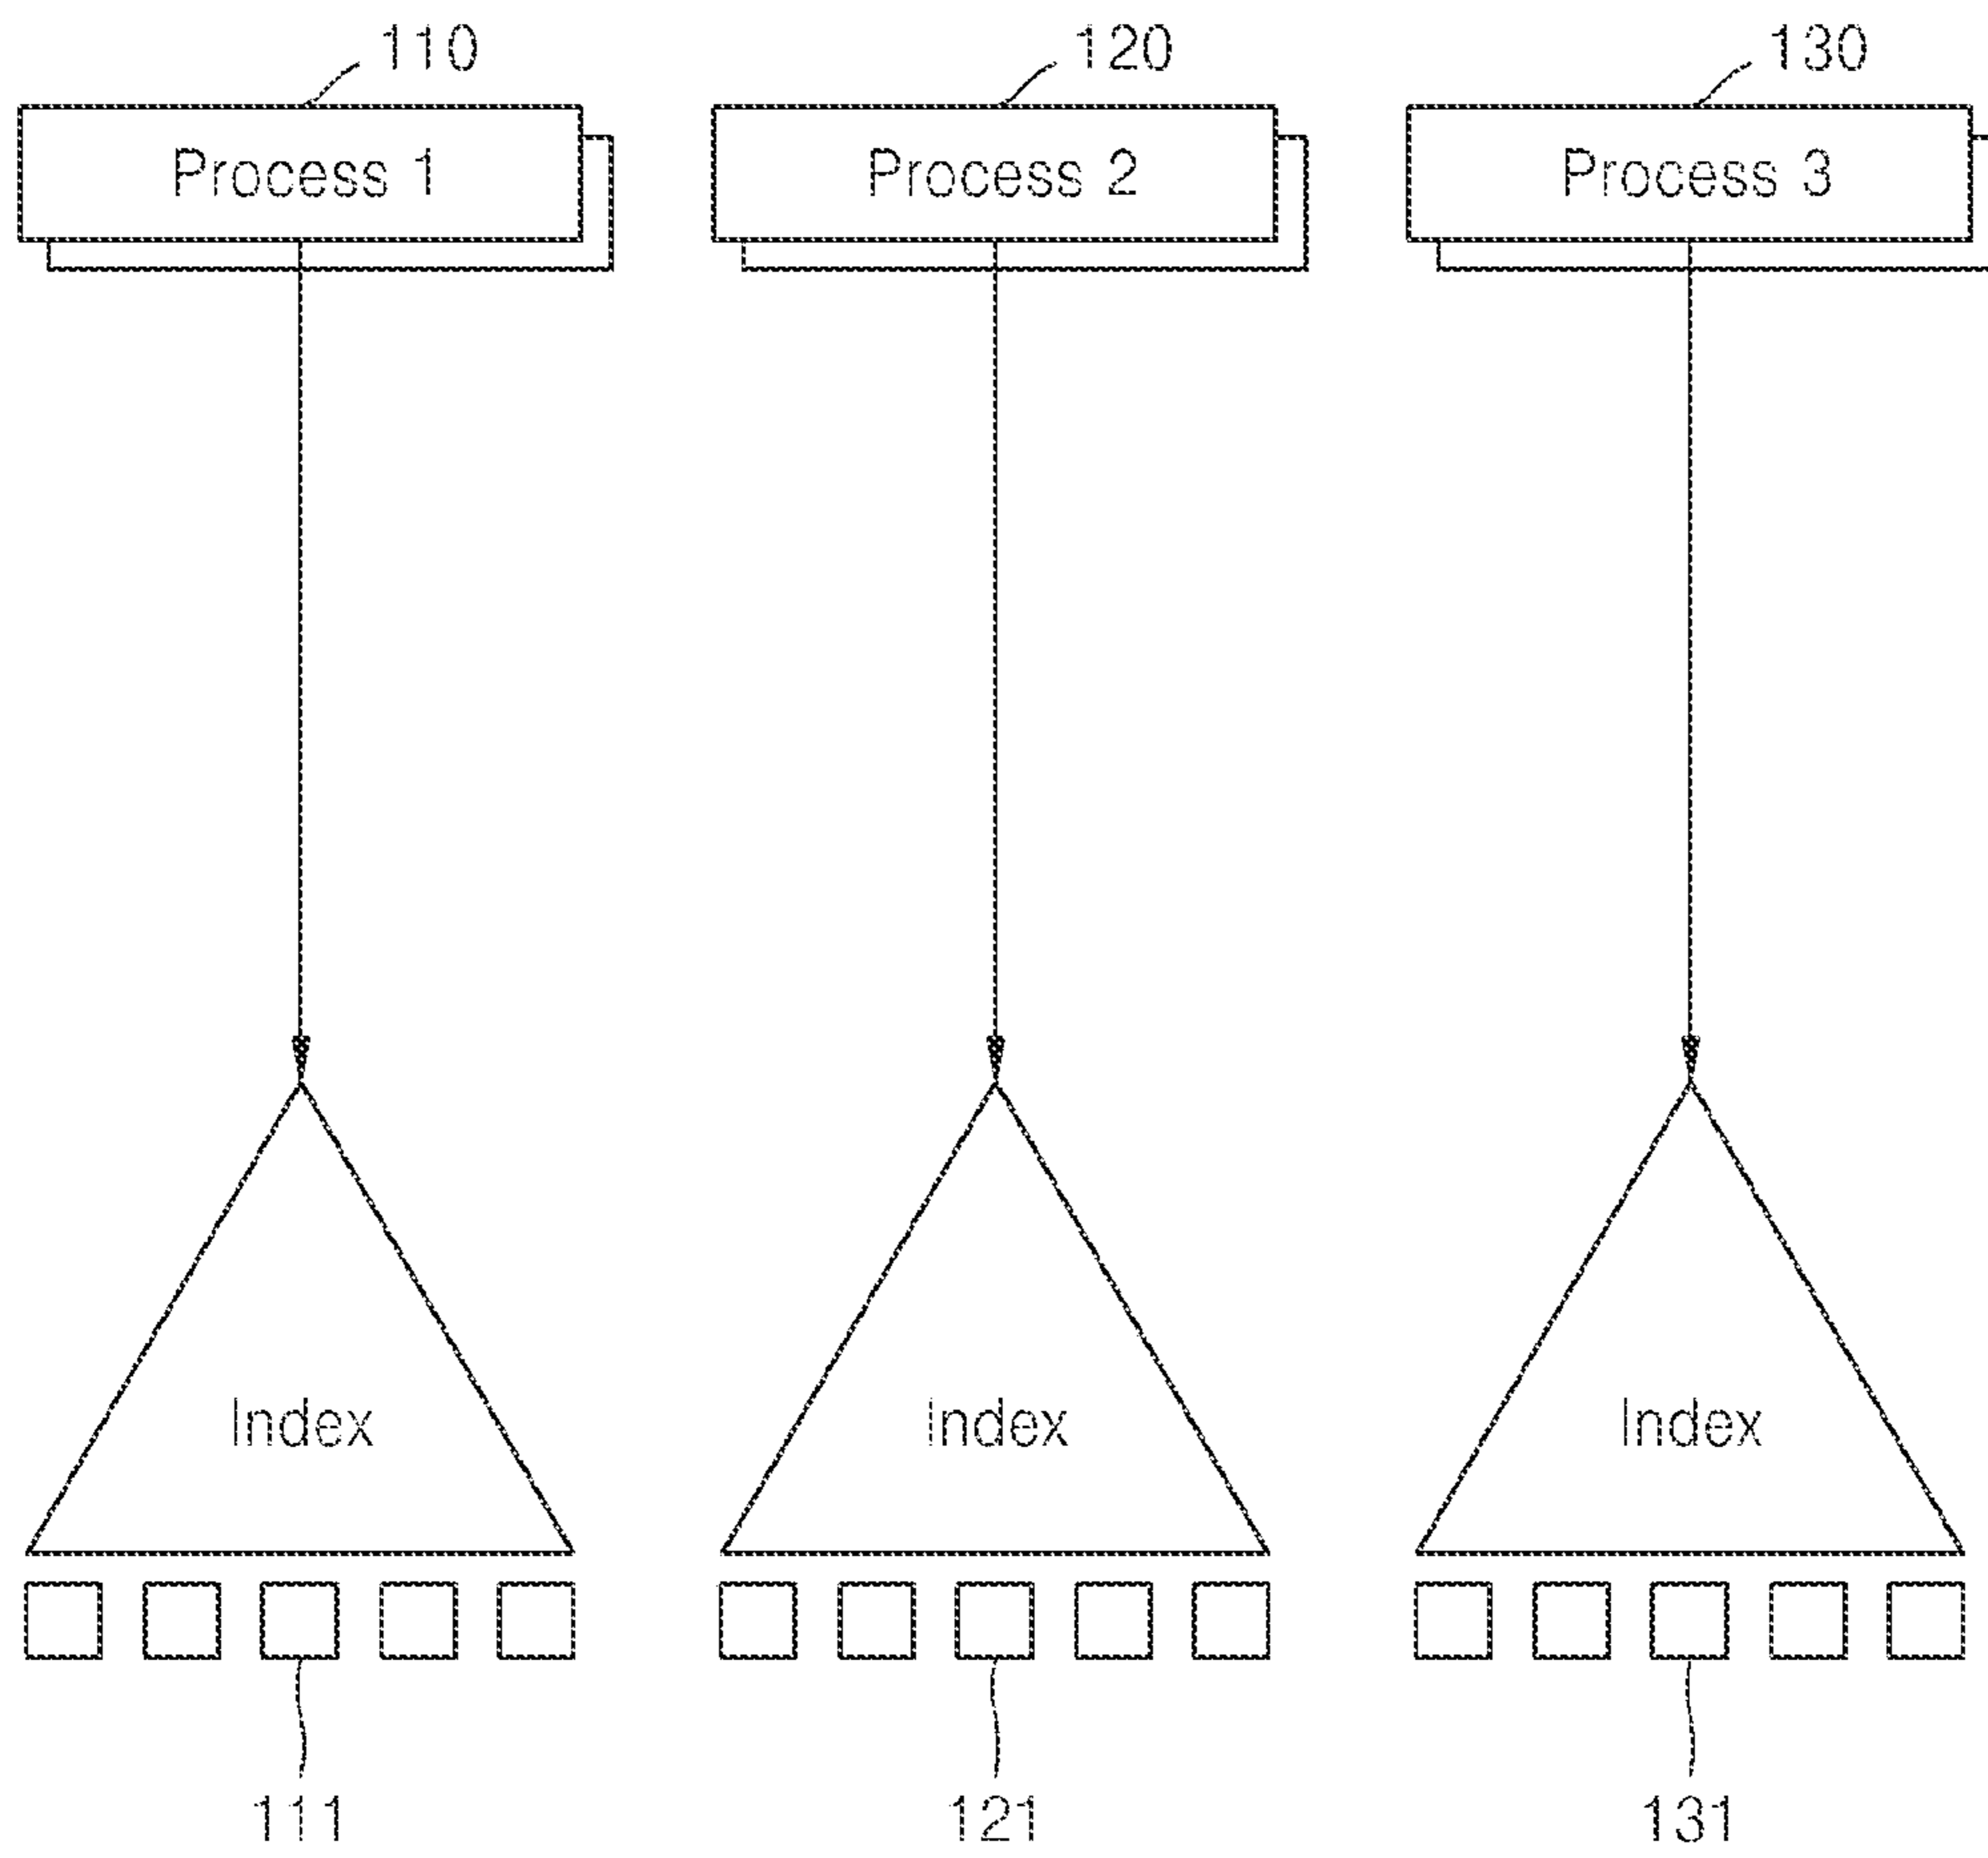 110
120
130
Process 1
Process 2
Process 3
Index
Index
Index
111
121
131